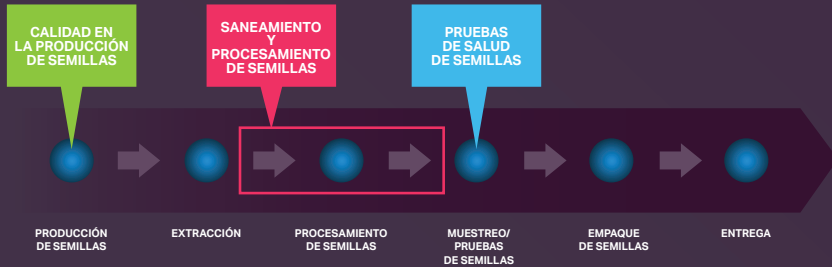 CALIDAD EN
LA PRODUCCIÓN
DE SEMILLAS
SANEAMIENTO
Y
PROCESAMIENTO
DE SEMILLAS
PRUEBAS
DE SALUD
DE SEMILLAS
PRODUCCIÓN
DE SEMILLAS
EXTRACCIÓN
PROCESAMIENTO
DE SEMILLAS
MUESTREO/
PRUEBAS
DE SEMILLAS
EMPAQUE
DE SEMILLAS
ENTREGA